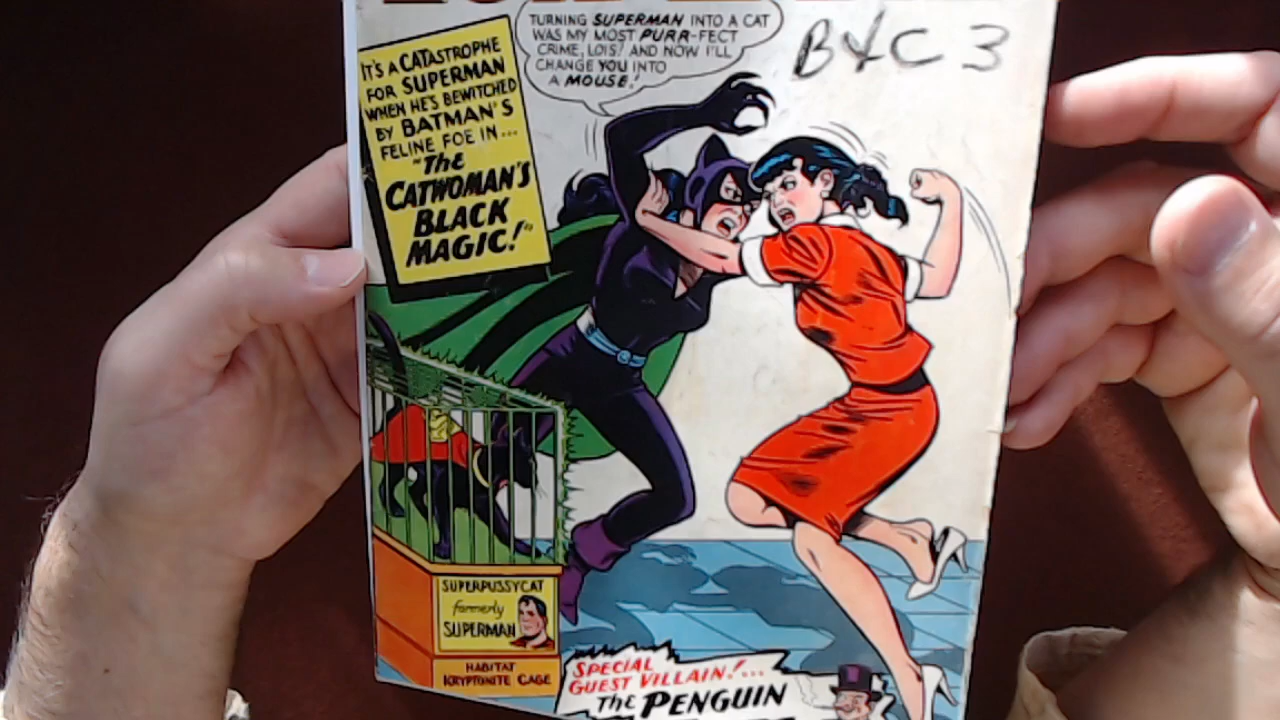 TURNING SUPERMAN INTO A CAT
WAS MY MOST PURR-FECT
CRIME, LOIS! AND NOW I'LL
CHANGE YOU INTO
A MOUSE!
B&C 3
IT'S A CATASTROPHE
FOR SUPERMAN
WHEN HE'S BEWITCHED
BY BATMAN'S
FELINE FOE IN...
"The
CATWOMAN'S
BLACK
MAGIC!"
SUPERPUSSYCAT
formerly
SUPERMAN
HABITAT
KRYPTONITE CAGE
SPECIAL
GUEST VILLAIN!...
The PENGUIN